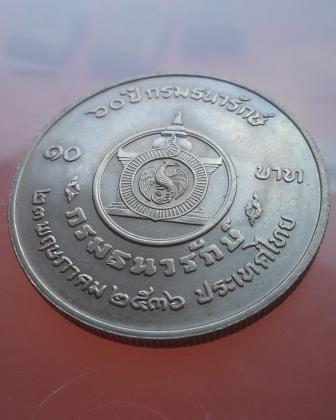 ๖๐ ปี กรมธนารักษ์
๑๐ บาท
กรมธนารักษ์
๒๓ พฤษภาคม ๒๕๓๖ ประเทศไทย